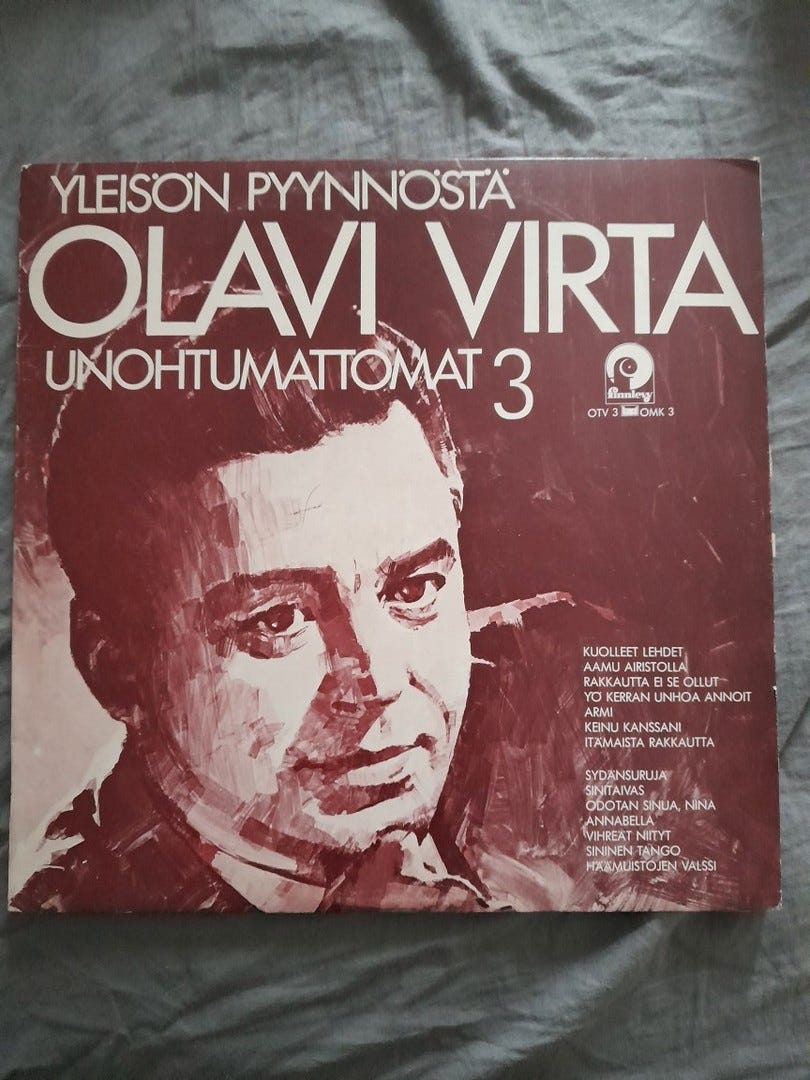 YLEISÖN PYYNNÖSTÄ
OLAVI VIRTA
UNOHTUMATTOMAT 3
finnlevy
OTV 3 OMK 3
KUOLLEET LEHDET
AAMU AIRISTOLLA
RAKKAUTTA EI SE OLLUT
YÖ KERRAN UNHOA ANNOIT
ARMI
KEINU KANSSANI
ITÄMAISTA RAKKAUTTA
SYDÄNSURUJA
SINITAIVAS
ODOTAN SINUA, NINA
ANNABELLA
VIHREÄT NIITYT
SININEN TANGO
HÄÄMUISTOJEN VALSSI